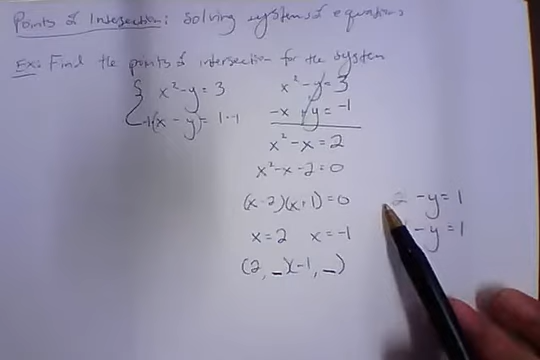 Points of Intersection: Solving systems of equations
Ex: Find the points of intersection for the system
{ x² - y = 3
-1(x - y) = 1·-1
x² - y = 3
-x + y = -1
x² - x = 2
x² - x - 2 = 0
(x-2)(x+1) = 0
x = 2 x = -1
(2, _)(-1, _)
2 - y = 1
- y = 1